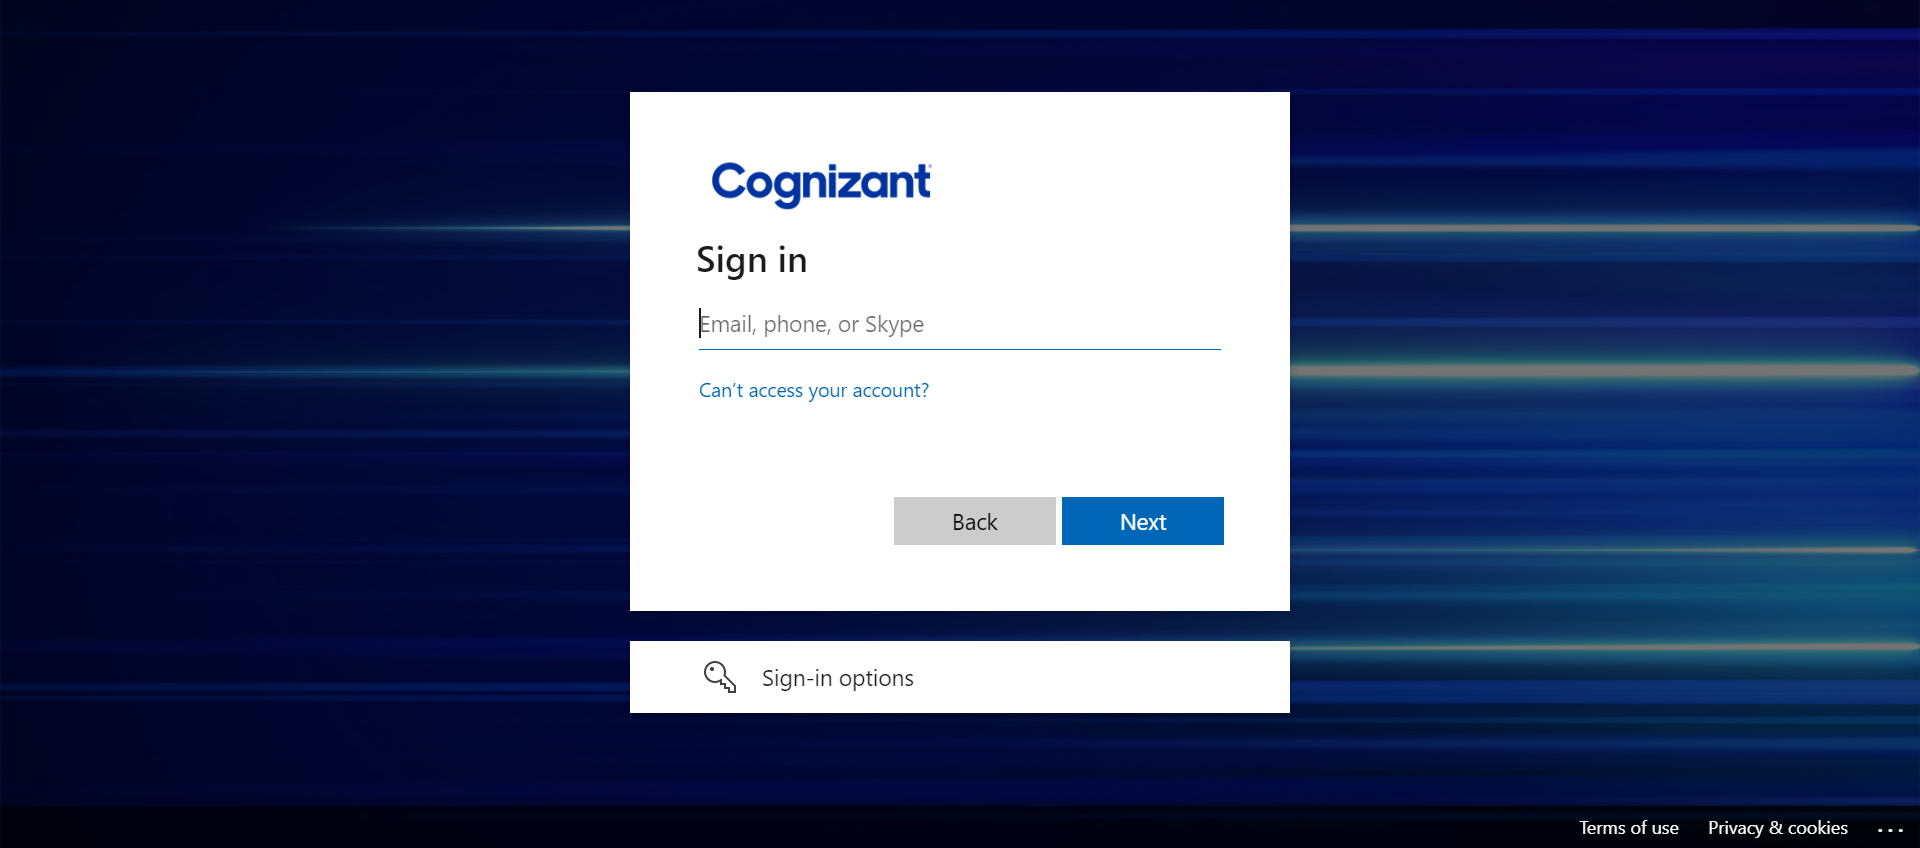 Cognizant
Sign in
Email, phone, or Skype
Can't access your account?
Back
Next
Sign-in options
Terms of use
Privacy & cookies
...